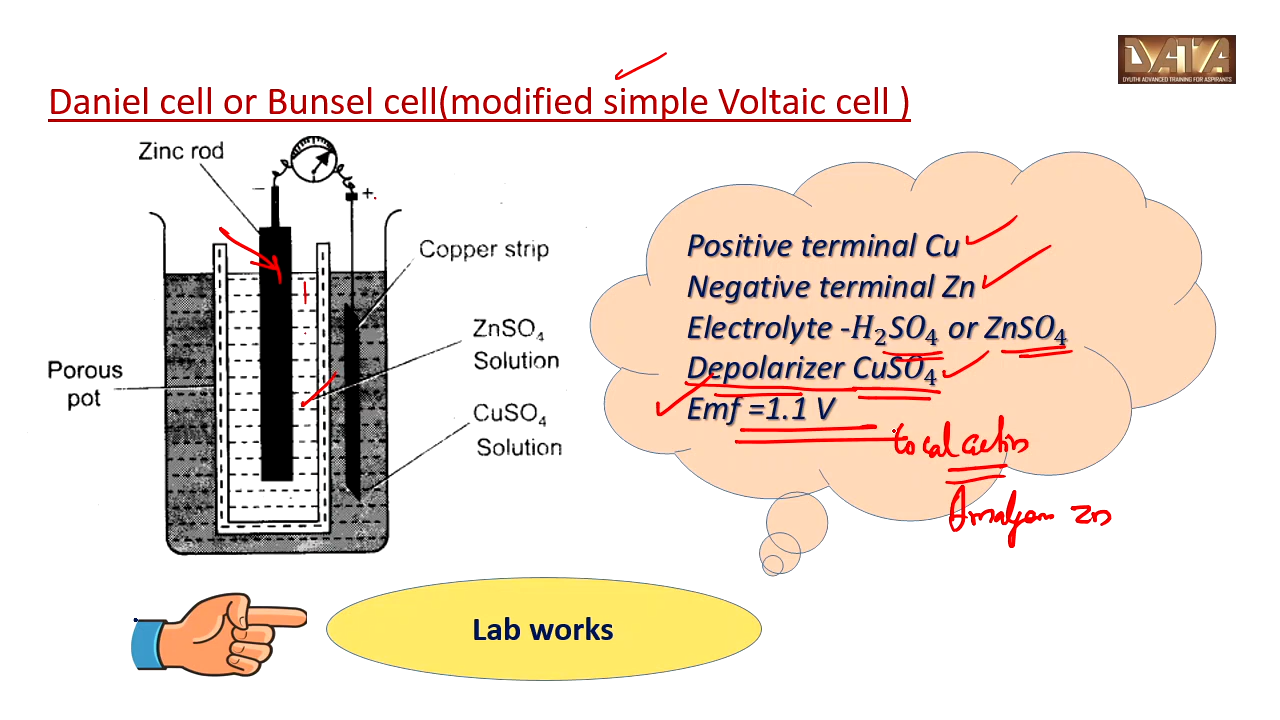 DATA
DYUTHI ADVANCED TRAINING FOR ASPIRANTS
Daniel cell or Bunsel cell(modified simple Voltaic cell )
Zinc rod
−
+
Copper strip
ZnSO₄
Solution
Porous
pot
CuSO₄
Solution
Positive terminal Cu
Negative terminal Zn
Electrolyte -H₂SO₄ or ZnSO₄
Depolarizer CuSO₄
Emf =1.1 V
local action
Amalgam Zn
Lab works